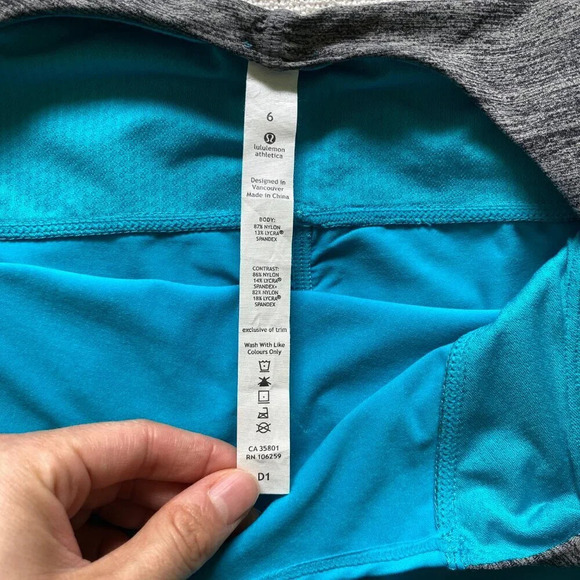 6
lululemon
athletica
Designed in
Vancouver
Made in China
BODY:
87% NYLON
13% LYCRA®
SPANDEX
CONTRAST:
86% NYLON
14% LYCRA®
SPANDEX+
82% NYLON
18% LYCRA®
SPANDEX
exclusive of trim
Wash With Like
Colours Only
CA 35801
RN 106259
D1